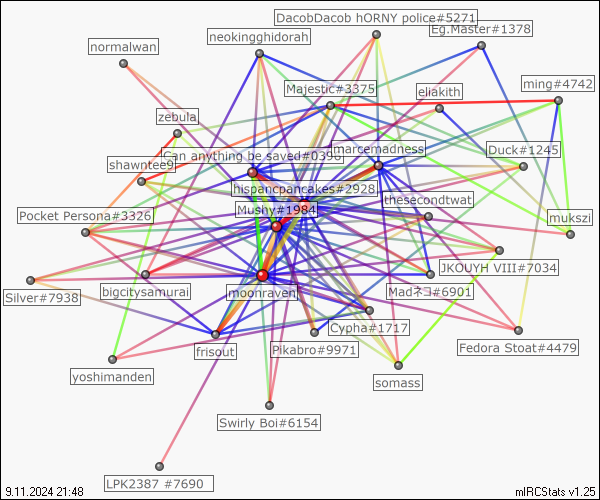 DacobDacob hORNY police#5271
Eg.Master#1378
neokingghidorah
normalwan
Majestic#3375
eliakith
ming#4742
zebula
marcemadness
Duck#1245
Can anything be saved#0396
shawntee9
hispancpancakes#2928
thesecondtwat
Mushy#1984
Pocket Persona#3326
mukszi
JKOUYH VIII#7034
moonraven
Madネコ#6901
bigcitysamurai
Silver#7938
Cypha#1717
frisout
Pikabro#9971
Fedora Stoat#4479
yoshimanden
somass
Swirly Boi#6154
LPK2387 #7690
9.11.2024 21:48
mIRCStats v1.25